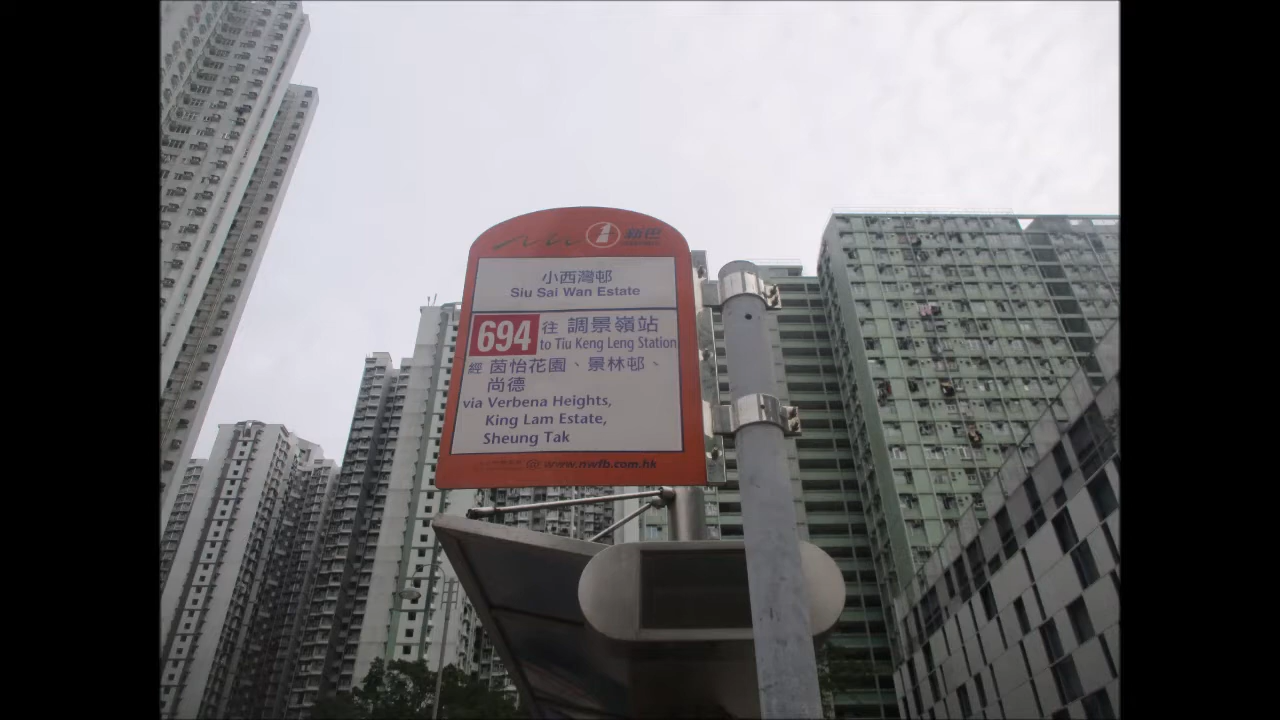 新巴
小西灣邨
Siu Sai Wan Estate
694 往 調景嶺站
to Tiu Keng Leng Station
經 茵怡花園、景林邨、
尚德
via Verbena Heights,
King Lam Estate,
Sheung Tak
www.nwfb.com.hk